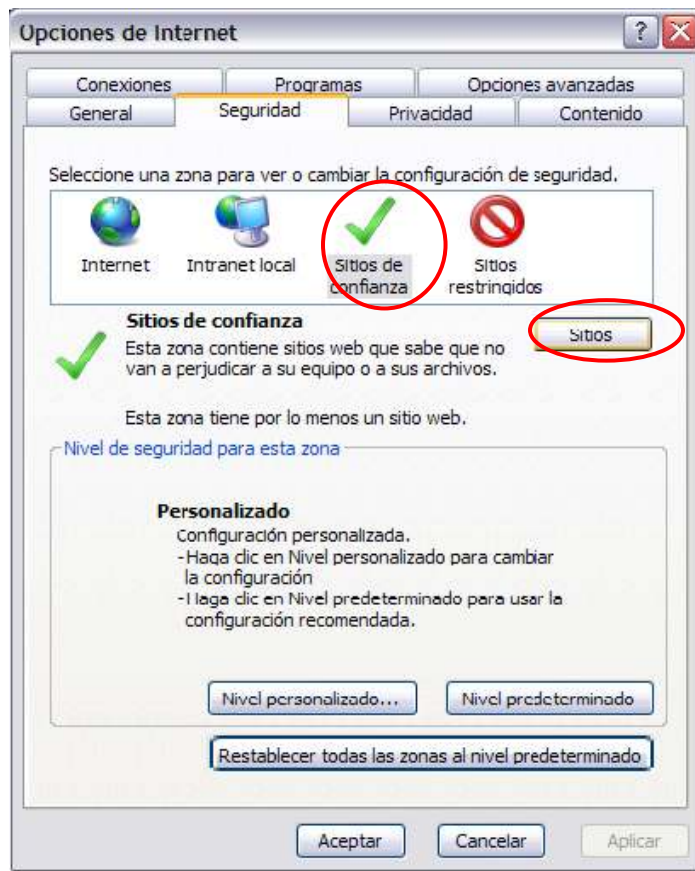 Opciones de Internet
Conexiones Programas Opciones avanzadas
General Seguridad Privacidad Contenido
Seleccione una zona para ver o cambiar la configuración de seguridad.
Internet Intranet local Sitios de confianza Sitios restringidos
Sitios de confianza
Sitios
Esta zona contiene sitios web que sabe que no
van a perjudicar a su equipo o a sus archivos.
Esta zona tiene por lo menos un sitio web.
Nivel de seguridad para esta zona
Personalizado
Configuración personalizada.
-Haga clic en Nivel personalizado para cambiar
la configuración
-Haga clic en Nivel predeterminado para usar la
configuración recomendada.
Nivel personalizado... Nivel predeterminado
Restablecer todas las zonas al nivel predeterminado
Aceptar Cancelar Aplicar